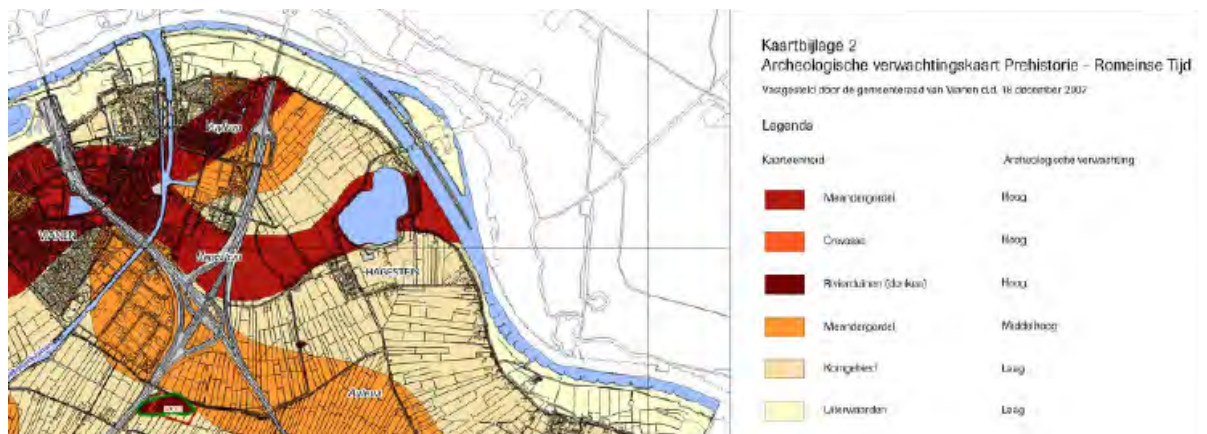 Kaartbijlage 2
Archeologische verwachtingskaart Prehistorie – Romeinse Tijd
Vastgesteld door de gemeenteraad van Vianen d.d. 18 december 2007
Legenda
Kaarteenheid Archeologische verwachting
Meandergordel Hoog
Crevasse Hoog
Rivierduinen (donken) Hoog
Meandergordel Middelhoog
Komgebied Laag
Uiterwaarden Laag
VIANEN
HAGESTEIN